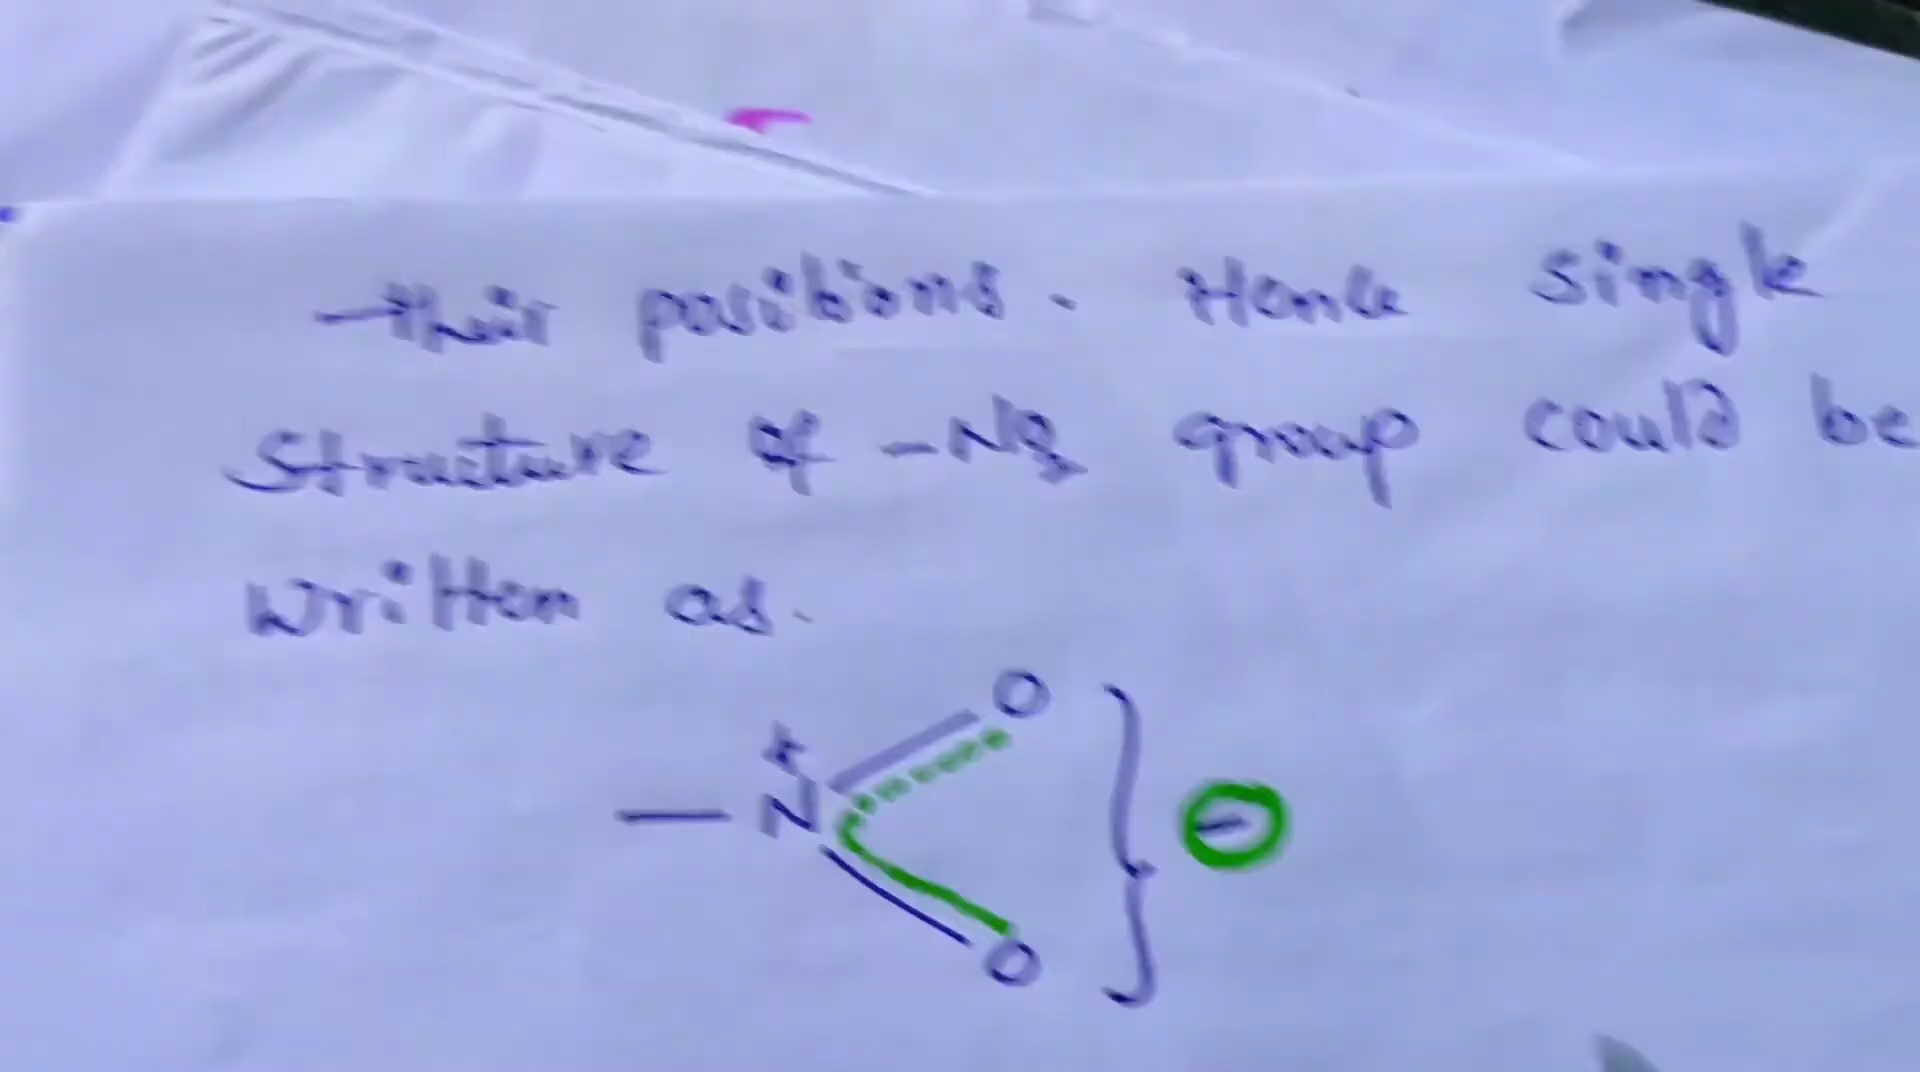 their positions. Hence single
structure of -NO2 group could be
written as.
O
+
— N } -
O